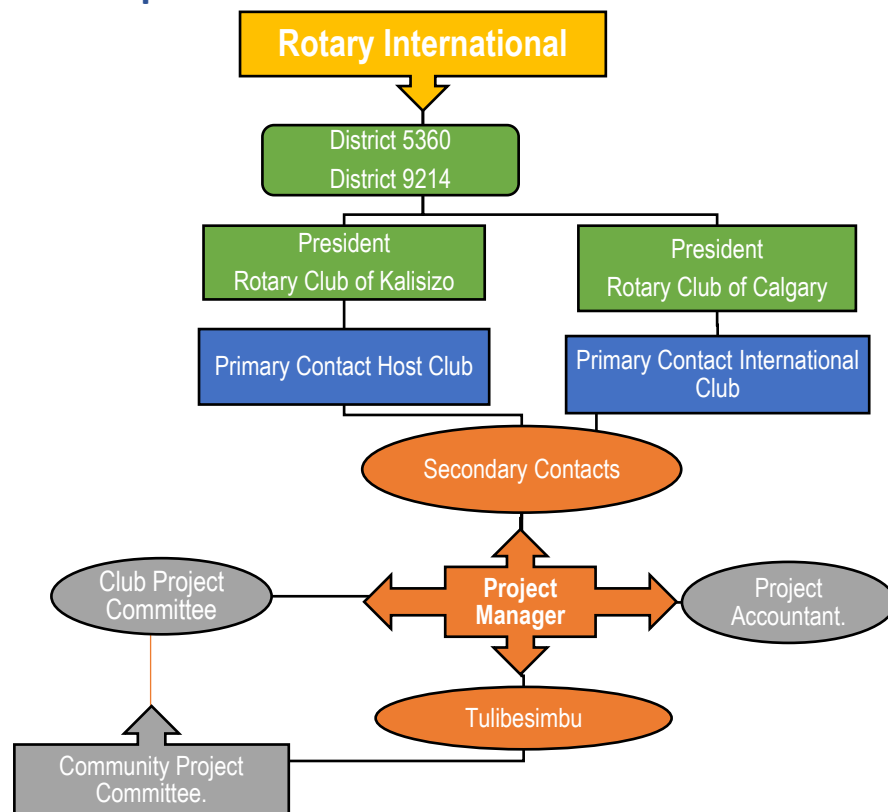 Rotary International
District 5360
District 9214
President
Rotary Club of Kalisizo
President
Rotary Club of Calgary
Primary Contact Host Club
Primary Contact International
Club
Secondary Contacts
Club Project
Committee
Project
Manager
Project
Accountant.
Tulibesimbu
Community Project
Committee.